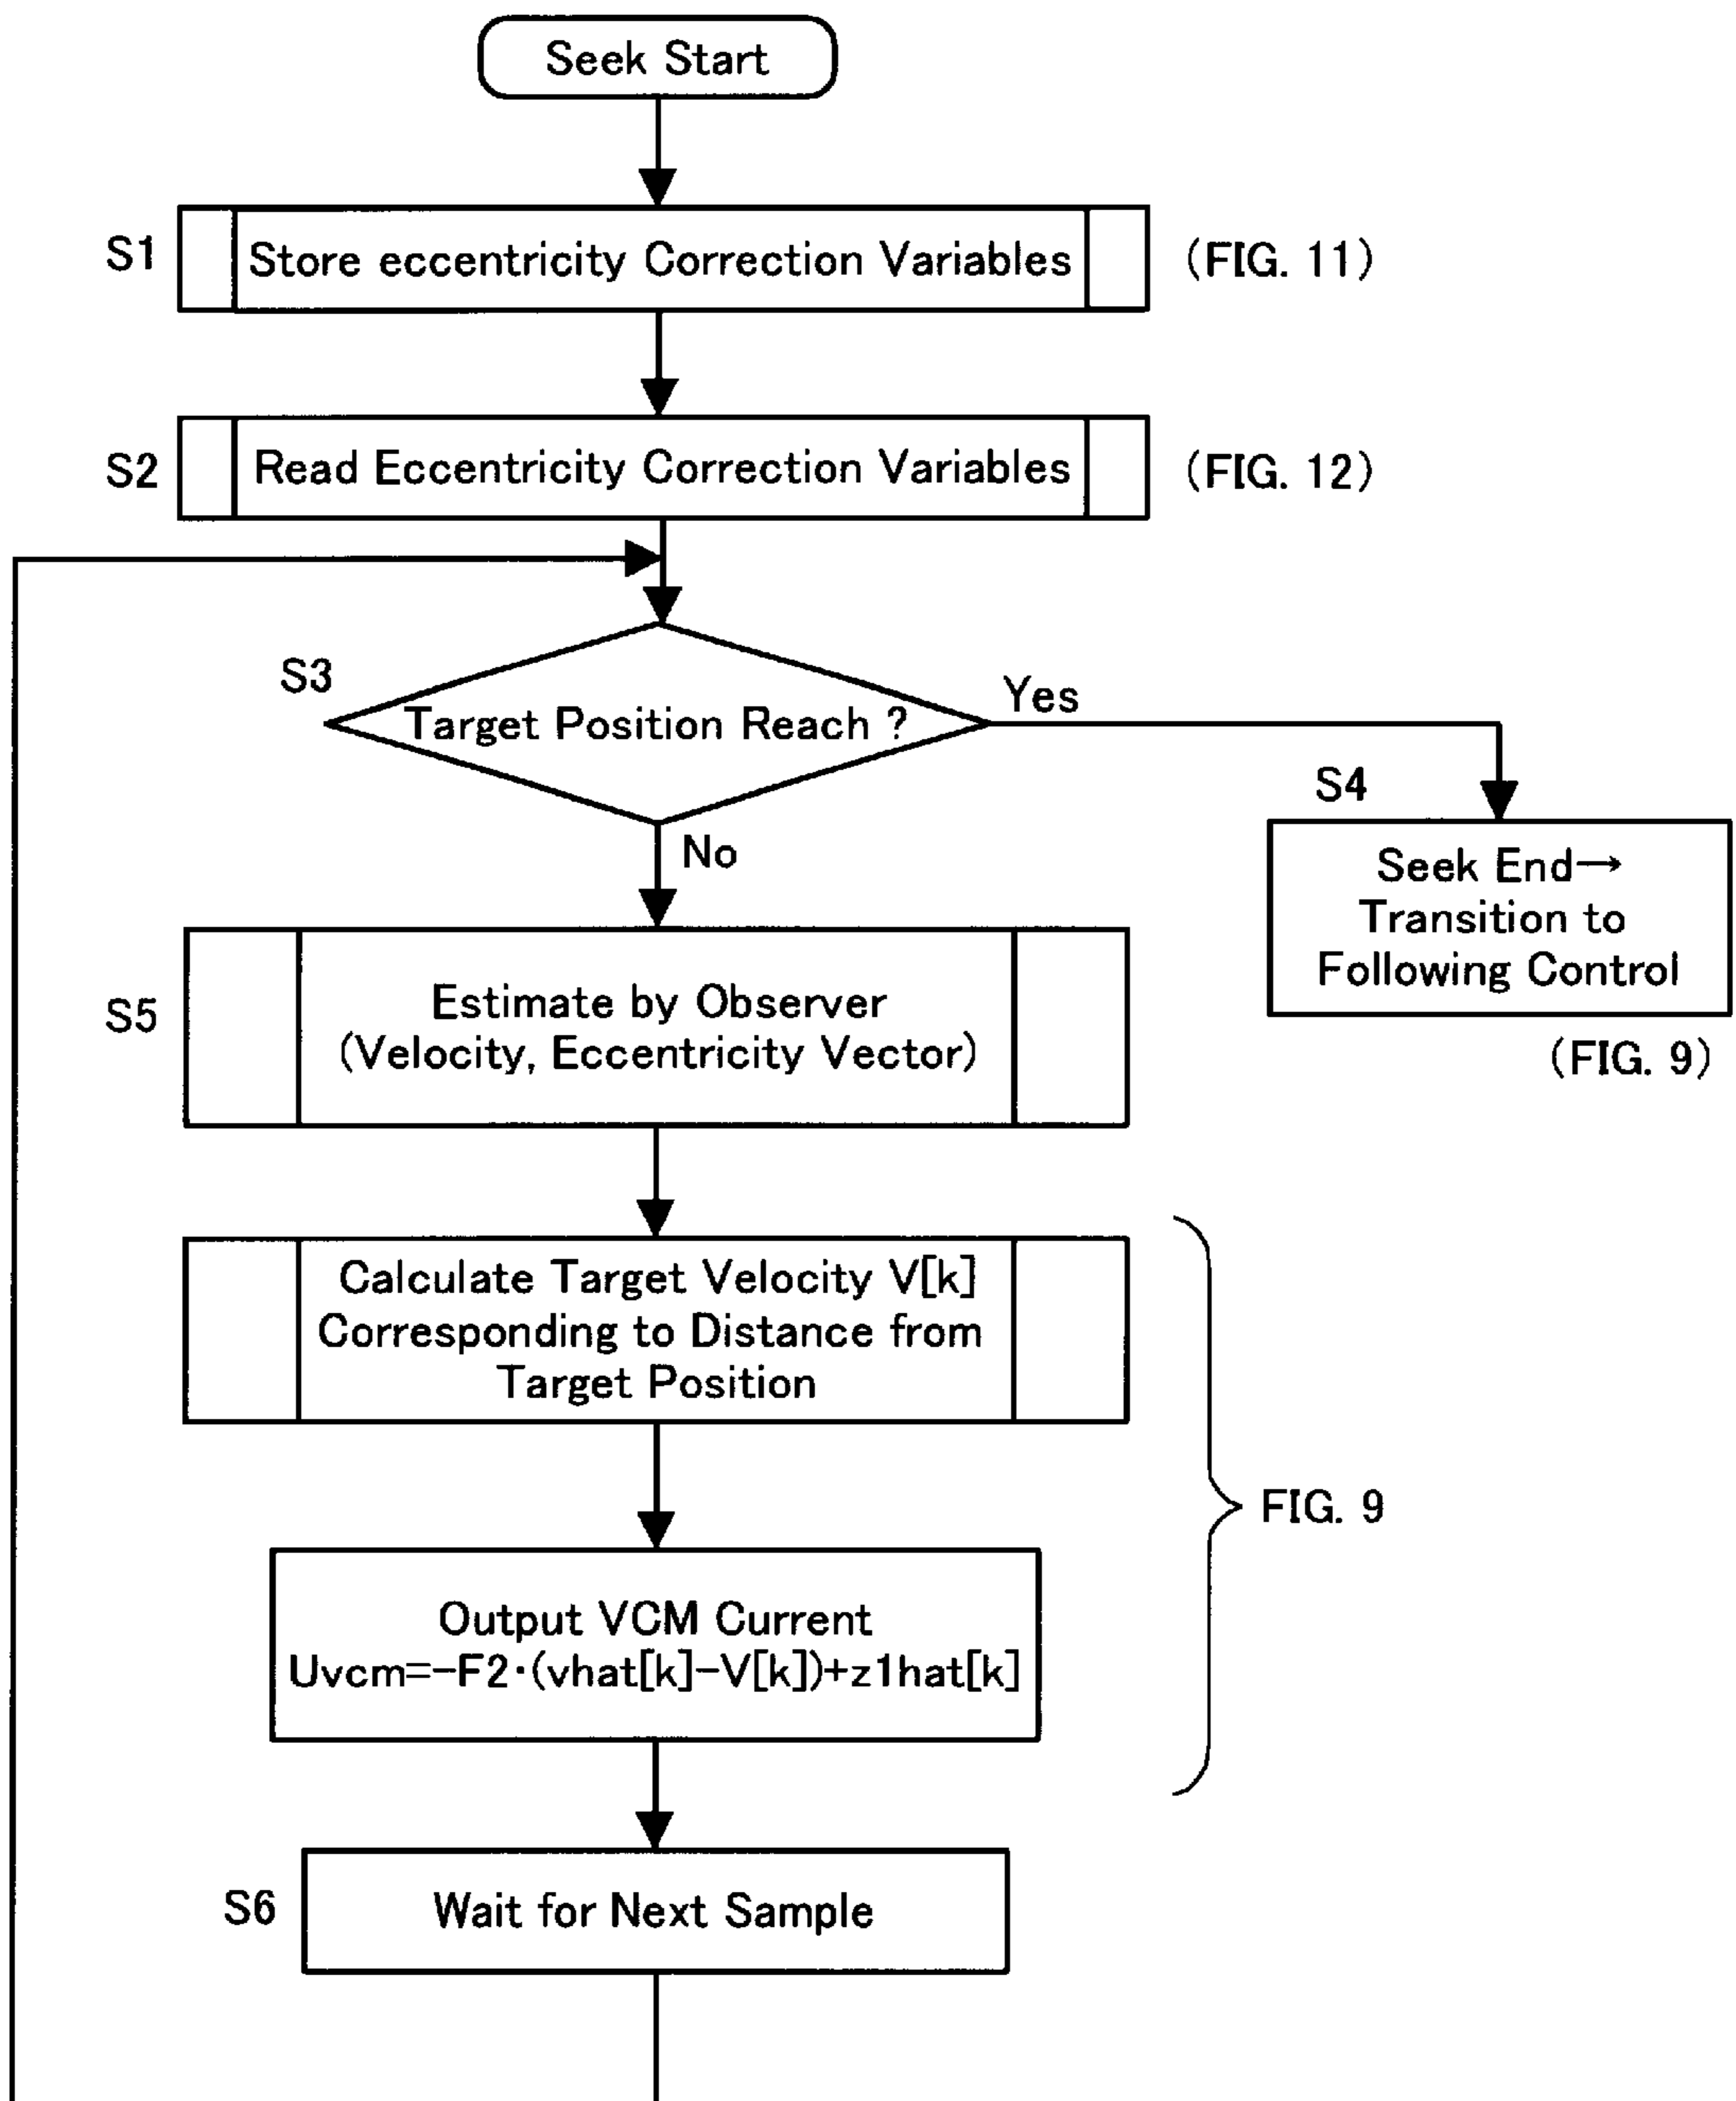 Seek Start
S1
Store eccentricity Correction Variables
(FIG. 11)
S2
Read Eccentricity Correction Variables
(FIG. 12)
S3
Target Position Reach ?
Yes
No
S4
Seek End→
Transition to
Following Control
(FIG. 9)
S5
Estimate by Observer
(Velocity, Eccentricity Vector)
Calculate Target Velocity V[k]
Corresponding to Distance from
Target Position
Output VCM Current
Uvcm=-F2·(vhat[k]-V[k])+z1hat[k]
FIG. 9
S6
Wait for Next Sample